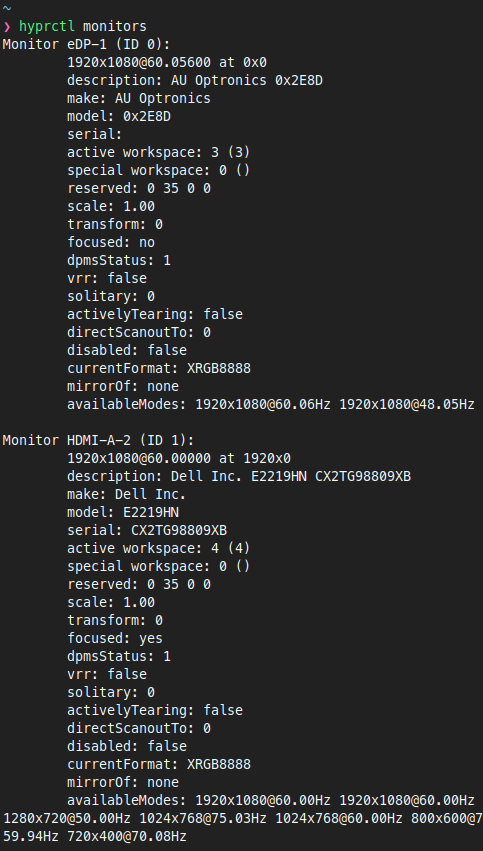 ~
❯ hyprctl monitors
Monitor eDP-1 (ID 0):
1920x1080@60.05600 at 0x0
description: AU Optronics 0x2E8D
make: AU Optronics
model: 0x2E8D
serial:
active workspace: 3 (3)
special workspace: 0 ()
reserved: 0 35 0 0
scale: 1.00
transform: 0
focused: no
dpmsStatus: 1
vrr: false
solitary: 0
activelyTearing: false
directScanoutTo: 0
disabled: false
currentFormat: XRGB8888
mirrorOf: none
availableModes: 1920x1080@60.06Hz 1920x1080@48.05Hz
Monitor HDMI-A-2 (ID 1):
1920x1080@60.00000 at 1920x0
description: Dell Inc. E2219HN CX2TG98809XB
make: Dell Inc.
model: E2219HN
serial: CX2TG98809XB
active workspace: 4 (4)
special workspace: 0 ()
reserved: 0 35 0 0
scale: 1.00
transform: 0
focused: yes
dpmsStatus: 1
vrr: false
solitary: 0
activelyTearing: false
directScanoutTo: 0
disabled: false
currentFormat: XRGB8888
mirrorOf: none
availableModes: 1920x1080@60.00Hz 1920x1080@60.00Hz
1280x720@50.00Hz 1024x768@75.03Hz 1024x768@60.00Hz 800x600@7
59.94Hz 720x400@70.08Hz